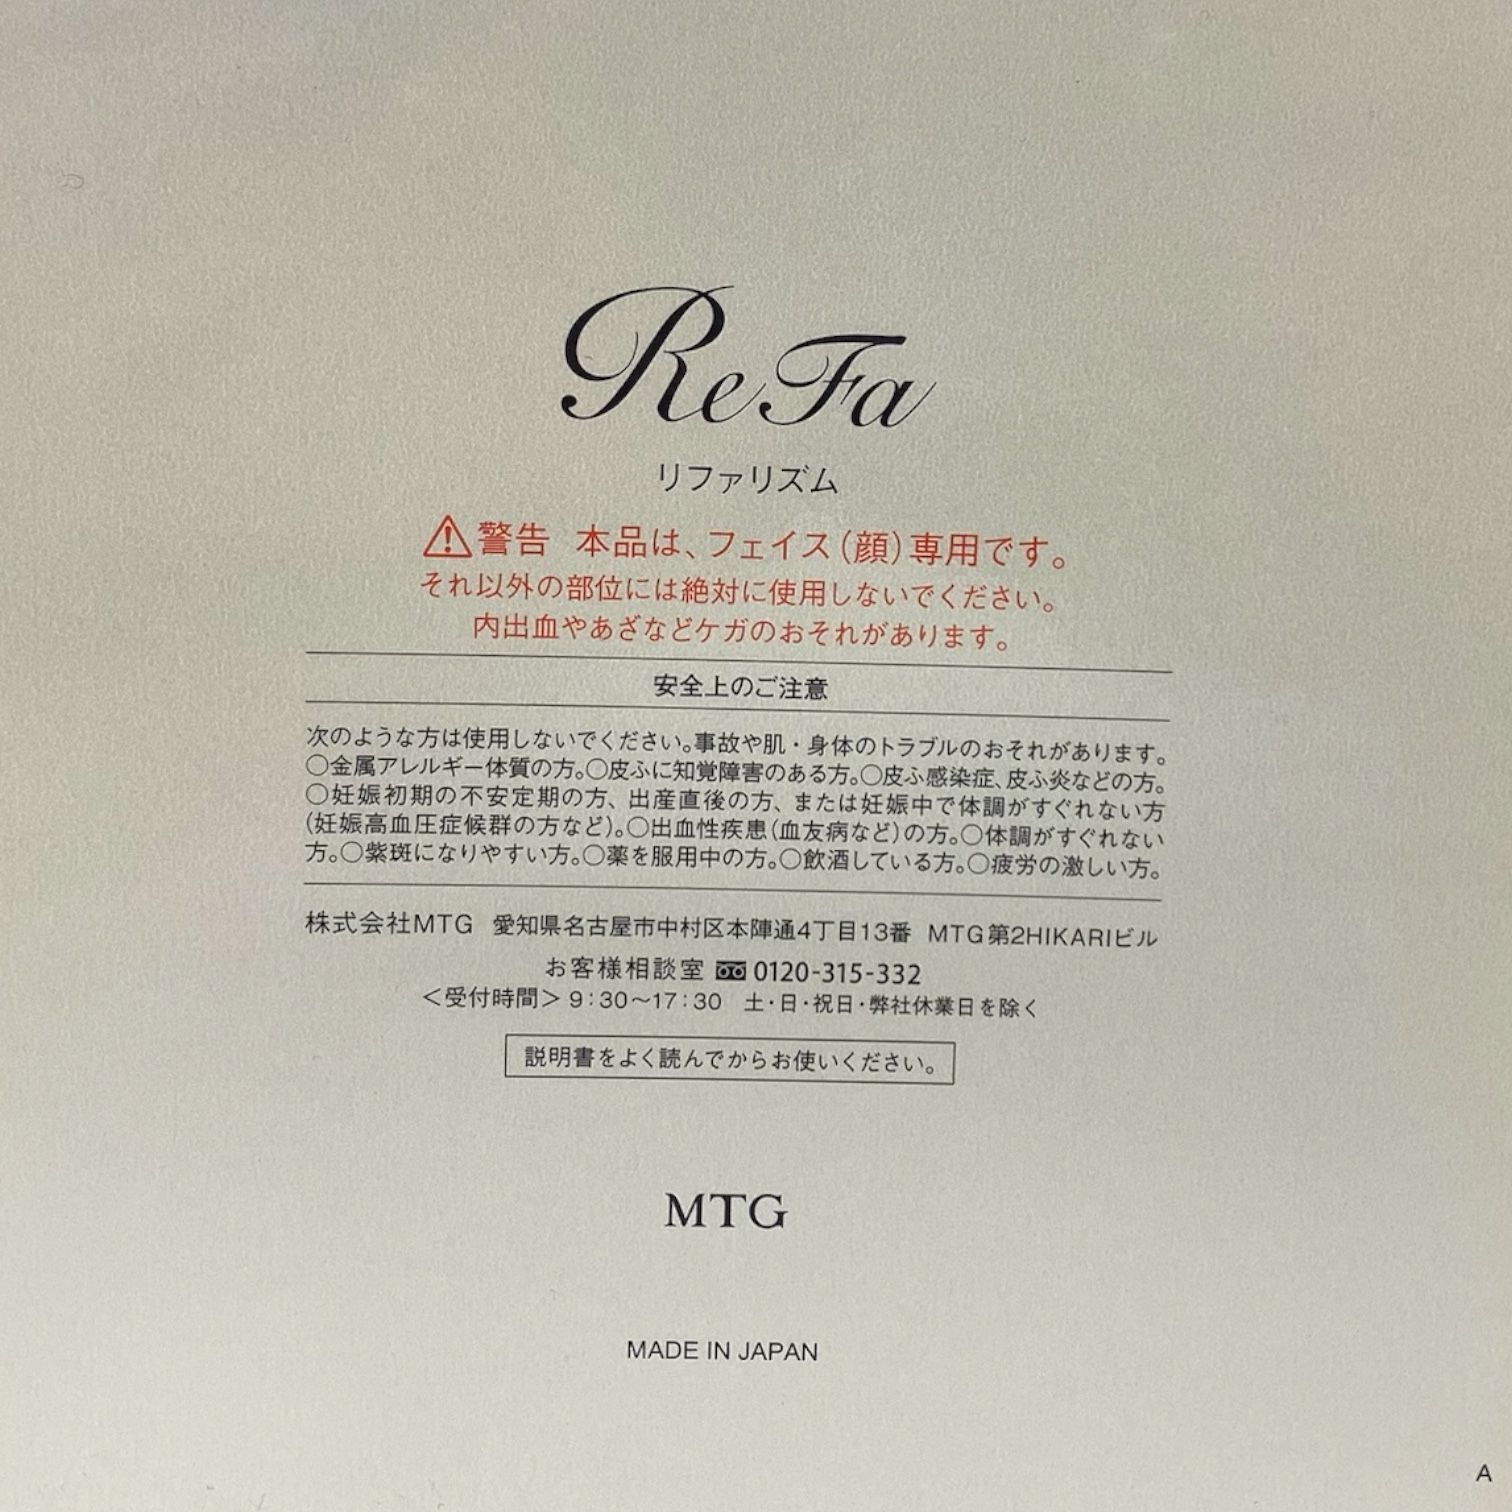 ReFa
リファリズム
警告 本品は、フェイス(顔)専用です。
それ以外の部位には絶対に使用しないでください。
内出血やあざなどケガのおそれがあります。
安全上のご注意
次のような方は使用しないでください。事故や肌・身体のトラブルのおそれがあります。
○金属アレルギー体質の方。○皮ふに知覚障害のある方。○皮ふ感染症、皮ふ炎などの方。
○妊娠初期の不安定期の方、出産直後の方、または妊娠中で体調がすぐれない方
(妊娠高血圧症候群の方など)。○出血性疾患(血友病など)の方。○体調がすぐれない
方。○紫斑になりやすい方。○薬を服用中の方。○飲酒している方。○疲労の激しい方。
株式会社MTG 愛知県名古屋市中村区本陣通4丁目13番 MTG第2HIKARIビル
お客様相談室 0120-315-332
＜受付時間＞ 9:30～17:30 土・日・祝日・弊社休業日を除く
説明書をよく読んでからお使いください。
MTG
MADE IN JAPAN
A